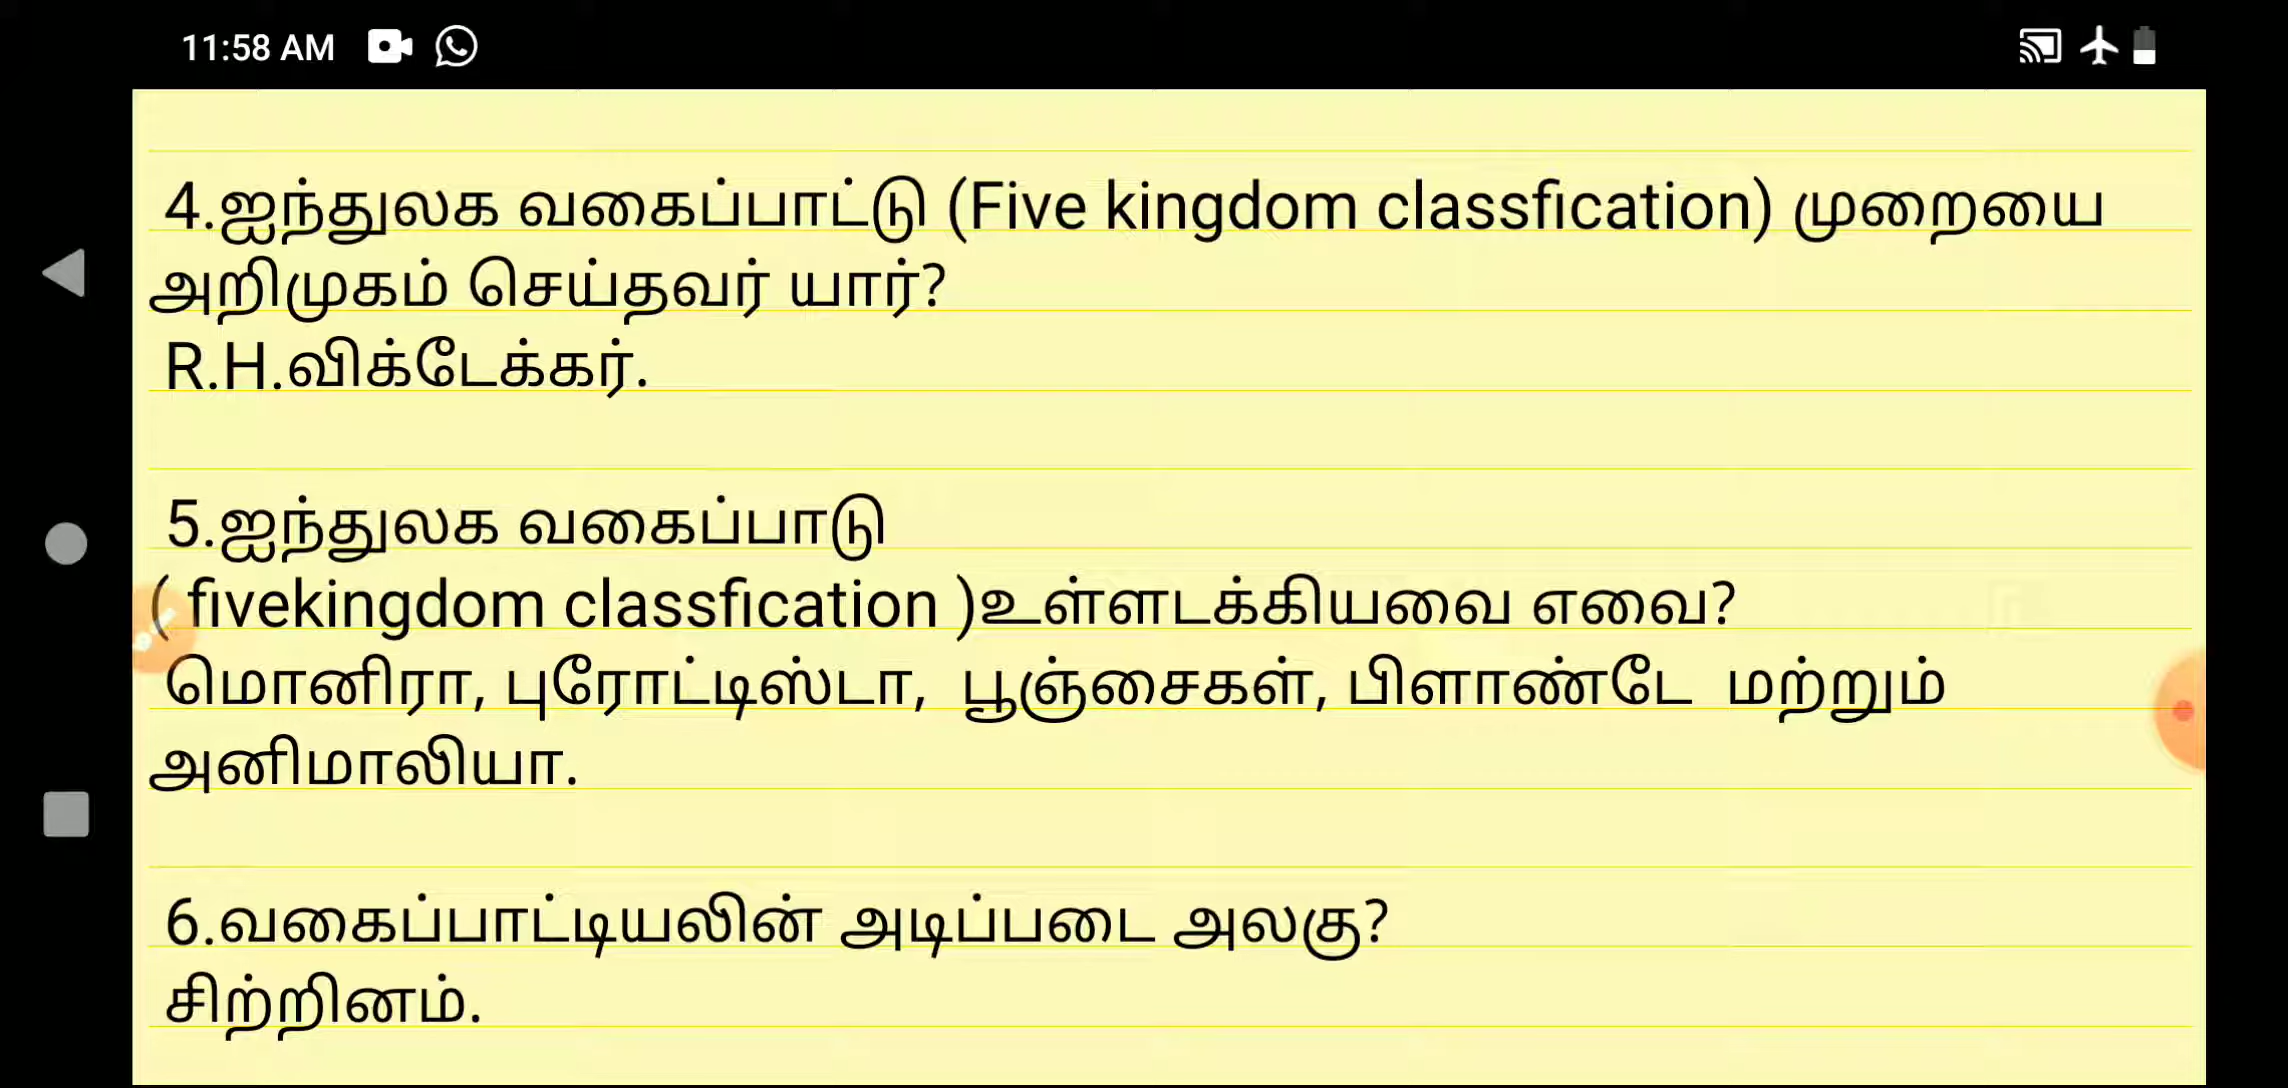 11:58 AM
4.ஐந்துலக வகைப்பாட்டு (Five kingdom classfication) முறையை
அறிமுகம் செய்தவர் யார்?
R.H.விக்டேக்கர்.
5.ஐந்துலக வகைப்பாடு
( fivekingdom classfication )உள்ளடக்கியவை எவை?
மொனிரா, புரோட்டிஸ்டா, பூஞ்சைகள், பிளாண்டே மற்றும்
அனிமாலியா.
6.வகைப்பாட்டியலின் அடிப்படை அலகு?
சிற்றினம்.